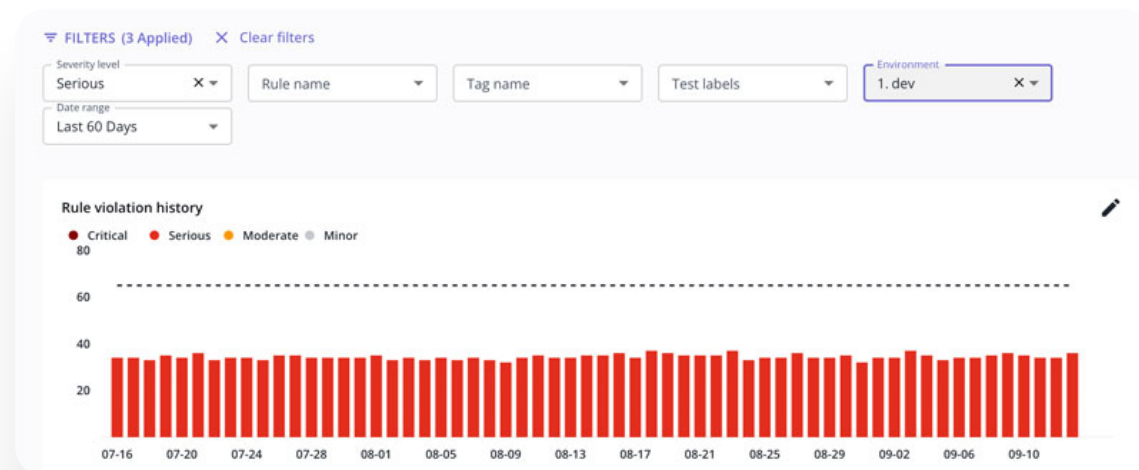 FILTERS (3 Applied) Clear filters
Severity level
Serious
Rule name
Tag name
Test labels
Environment
1. dev
Date range
Last 60 Days
Rule violation history
Critical Serious Moderate Minor
80
60
40
20
07-16 07-20 07-24 07-28 08-01 08-05 08-09 08-13 08-17 08-21 08-25 08-29 09-02 09-06 09-10